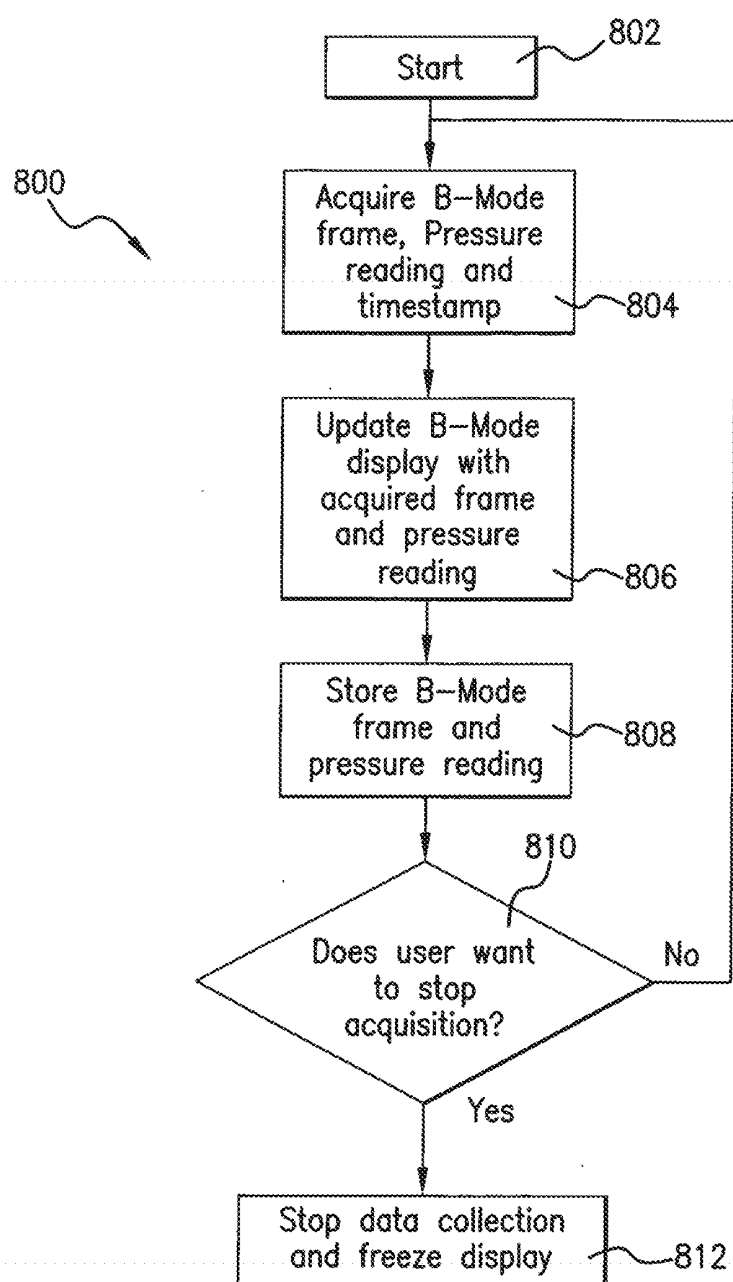 802
Start
800
Acquire B-Mode
frame, Pressure
reading and
timestamp
804
Update B-Mode
display with
acquired frame
and pressure
reading
806
Store B-Mode
frame and
pressure reading
808
810
Does user want
to stop
acquisition?
No
Yes
Stop data collection
and freeze display
812